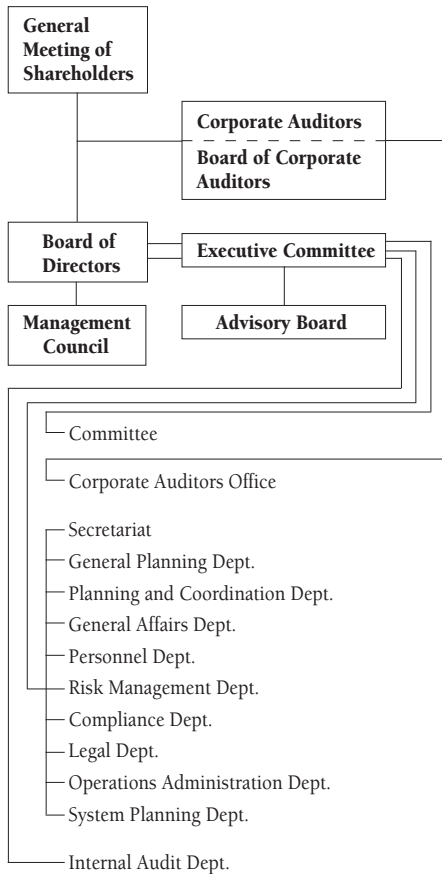 General
Meeting of
Shareholders
Corporate Auditors
Board of Corporate
Auditors
Board of
Directors
Executive Committee
Management
Council
Advisory Board
Committee
Corporate Auditors Office
Secretariat
General Planning Dept.
Planning and Coordination Dept.
General Affairs Dept.
Personnel Dept.
Risk Management Dept.
Compliance Dept.
Legal Dept.
Operations Administration Dept.
System Planning Dept.
Internal Audit Dept.